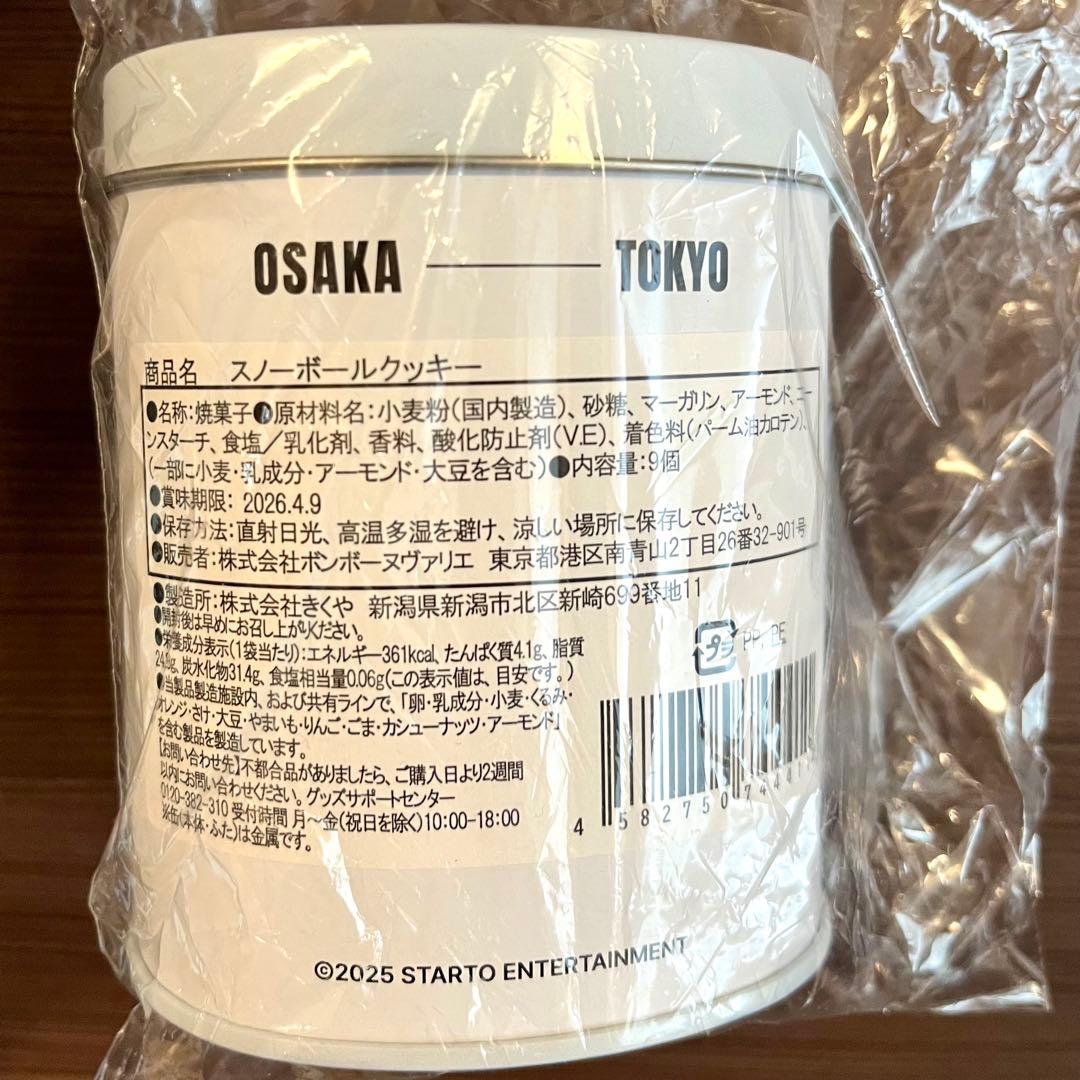 OSAKA ― TOKYO
商品名 スノーボールクッキー
●名称:焼菓子●原材料名:小麦粉(国内製造)、砂糖、マーガリン、アーモンド、コー
ンスターチ、食塩/乳化剤、香料、酸化防止剤(V.E)、着色料(パーム油カロテン)、
(一部に小麦・乳成分・アーモンド・大豆を含む)●内容量:9個
●賞味期限: 2026.4.9
●保存方法:直射日光、高温多湿を避け、涼しい場所に保存してください。
●販売者:株式会社ボンボーヌヴァリエ 東京都港区南青山2丁目26番32-901号
●製造所:株式会社きくや 新潟県新潟市北区新崎699番地11
●開封後は早めにお召し上がりください。
●栄養成分表示(1袋当たり):エネルギー361kcal、たんぱく質4.1g、脂質
炭水化物31.4g、食塩相当量0.06g(この表示値は、目安です。)
●当製品製造施設内、および共有ラインで、「卵・乳成分・小麦・くるみ・
オレンジ・さけ・大豆・やまいも・りんご・ごま・カシューナッツ・アーモンド」
を含む製品を製造しています。
【お問い合わせ先】不都合品がありましたら、ご購入日より2週間
以内にお問い合わせください。グッズサポートセンター
0120-382-310 受付時間 月~金(祝日を除く)10:00-18:00
※缶(本体・ふた)は金属です。
プラ PP, PE
4 582750
©2025 STARTO ENTERTAINMENT